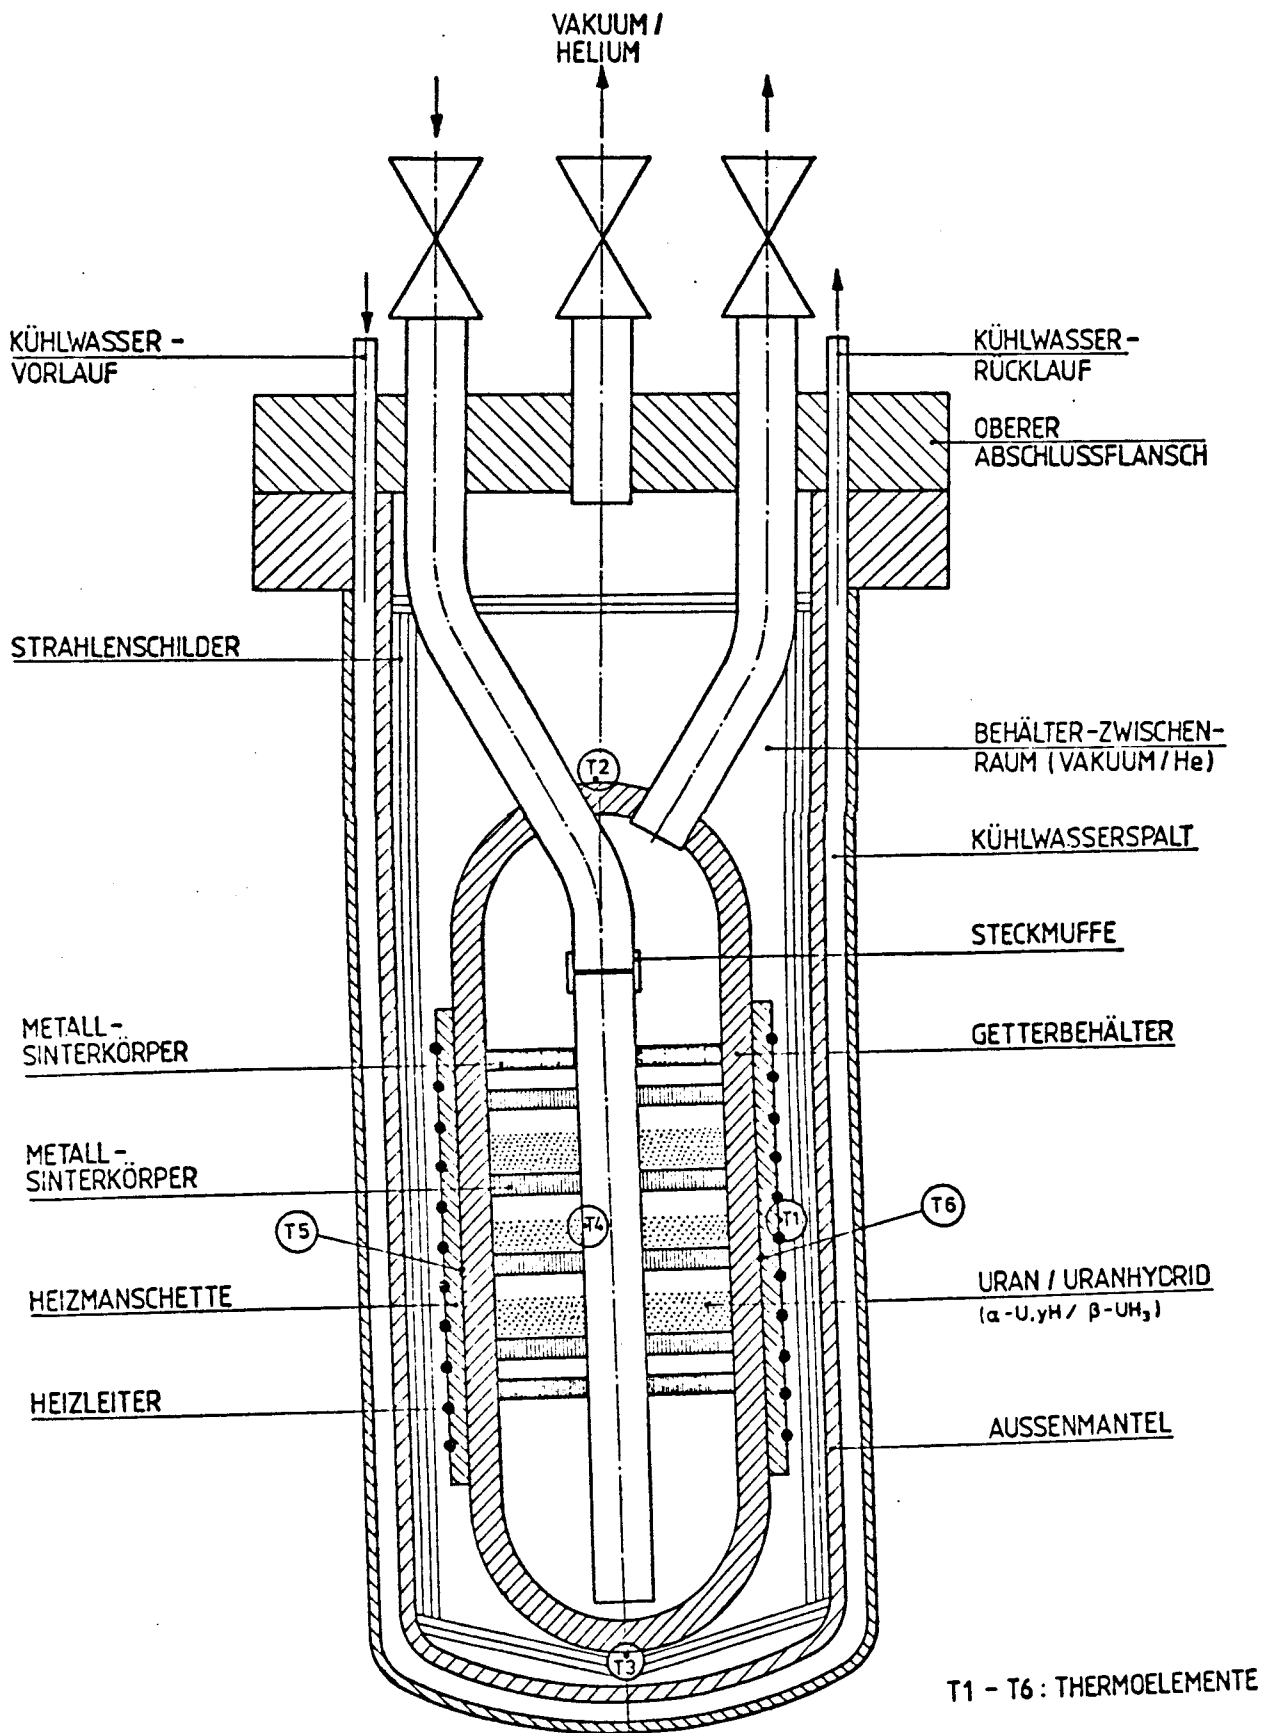 VAKUUM /
HELIUM
KÜHLWASSER -
VORLAUF
KÜHLWASSER -
RÜCKLAUF
OBERER
ABSCHLUSSFLANSCH
STRAHLENSCHILDER
BEHÄLTER-ZWISCHEN-
RAUM (VAKUUM/He)
T2
KÜHLWASSERSPALT
STECKMUFFE
METALL-
SINTERKÖRPER
GETTERBEHÄLTER
METALL-
SINTERKÖRPER
T5
T4
T1
T6
HEIZMANSCHETTE
URAN / URANHYDRID
(α-U,yH / β-UH₃)
HEIZLEITER
AUSSENMANTEL
T3
T1 - T6 : THERMOELEMENTE